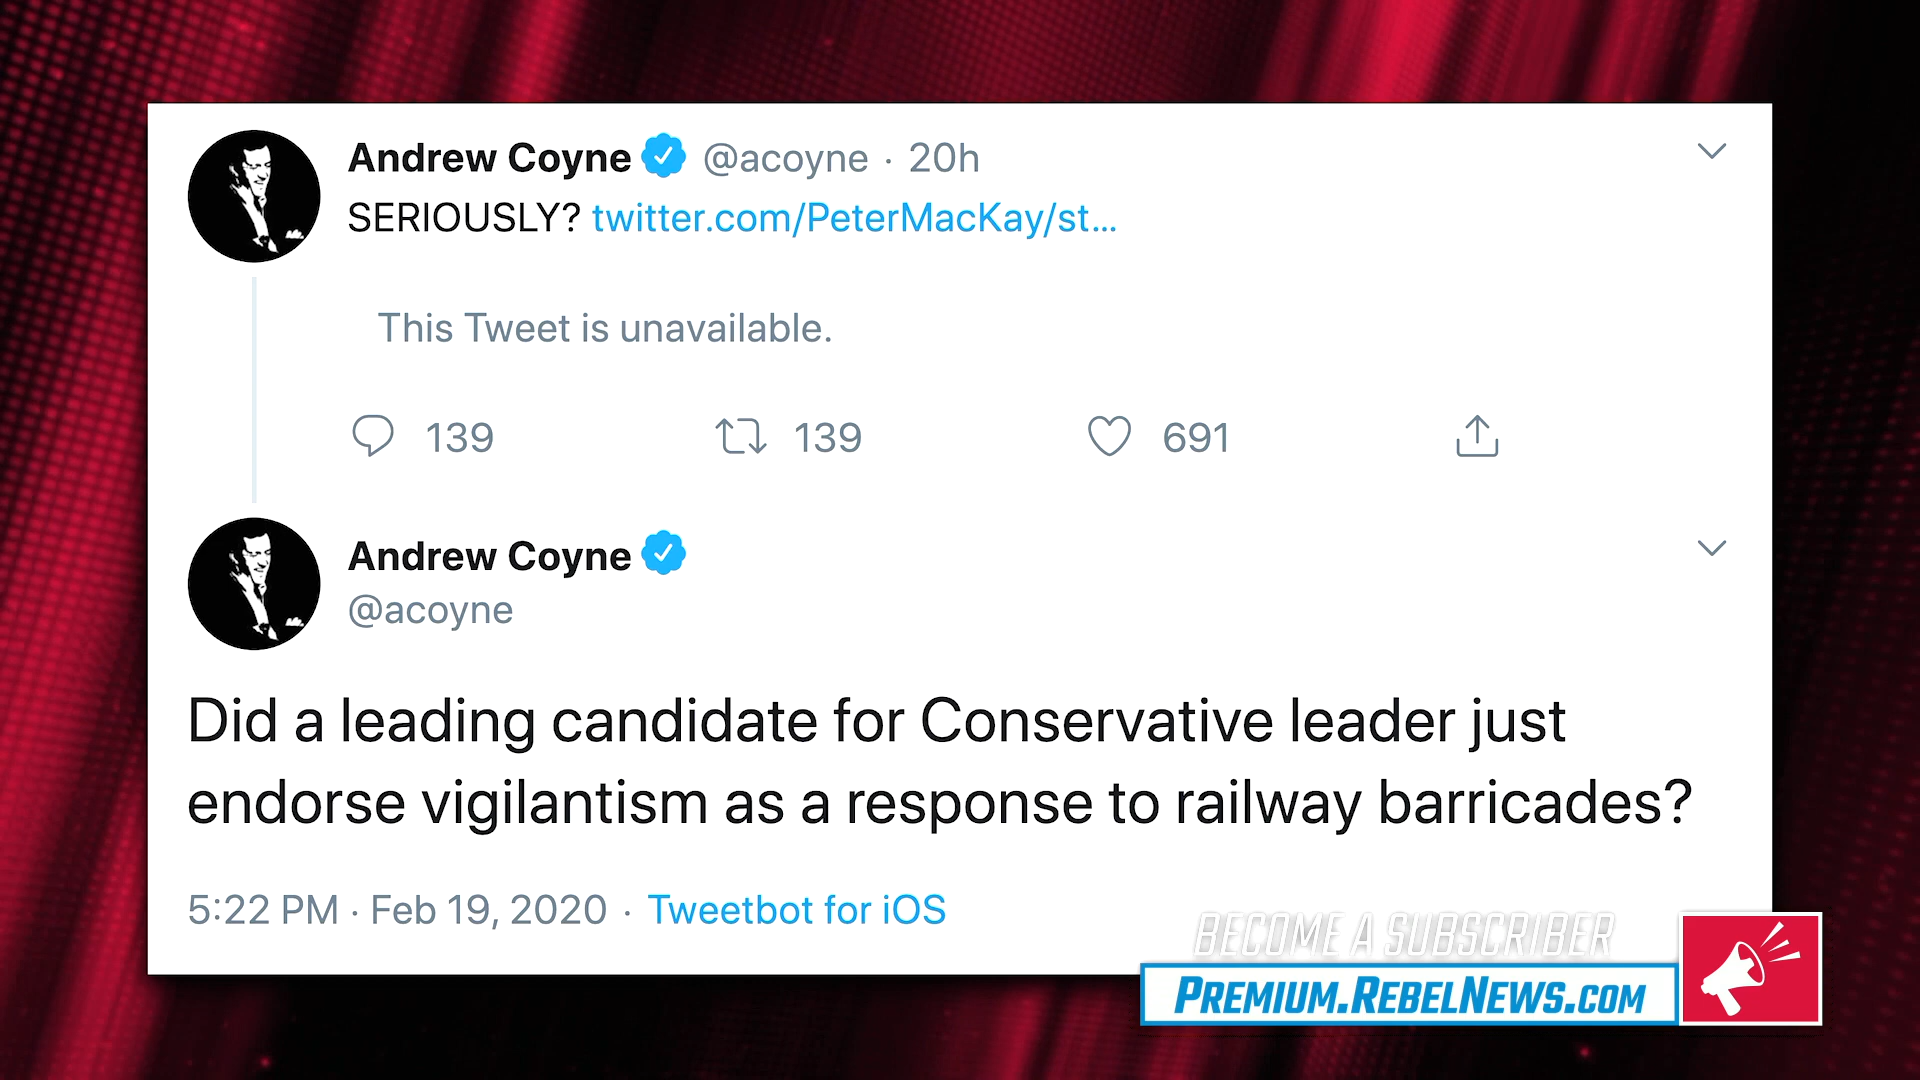 Andrew Coyne @acoyne · 20h
SERIOUSLY? twitter.com/PeterMacKay/st...
This Tweet is unavailable.
139 139 691
Andrew Coyne
@acoyne
Did a leading candidate for Conservative leader just
endorse vigilantism as a response to railway barricades?
5:22 PM · Feb 19, 2020 · Tweetbot for iOS
BECOME A SUBSCRIBER
PREMIUM.REBELNEWS.COM